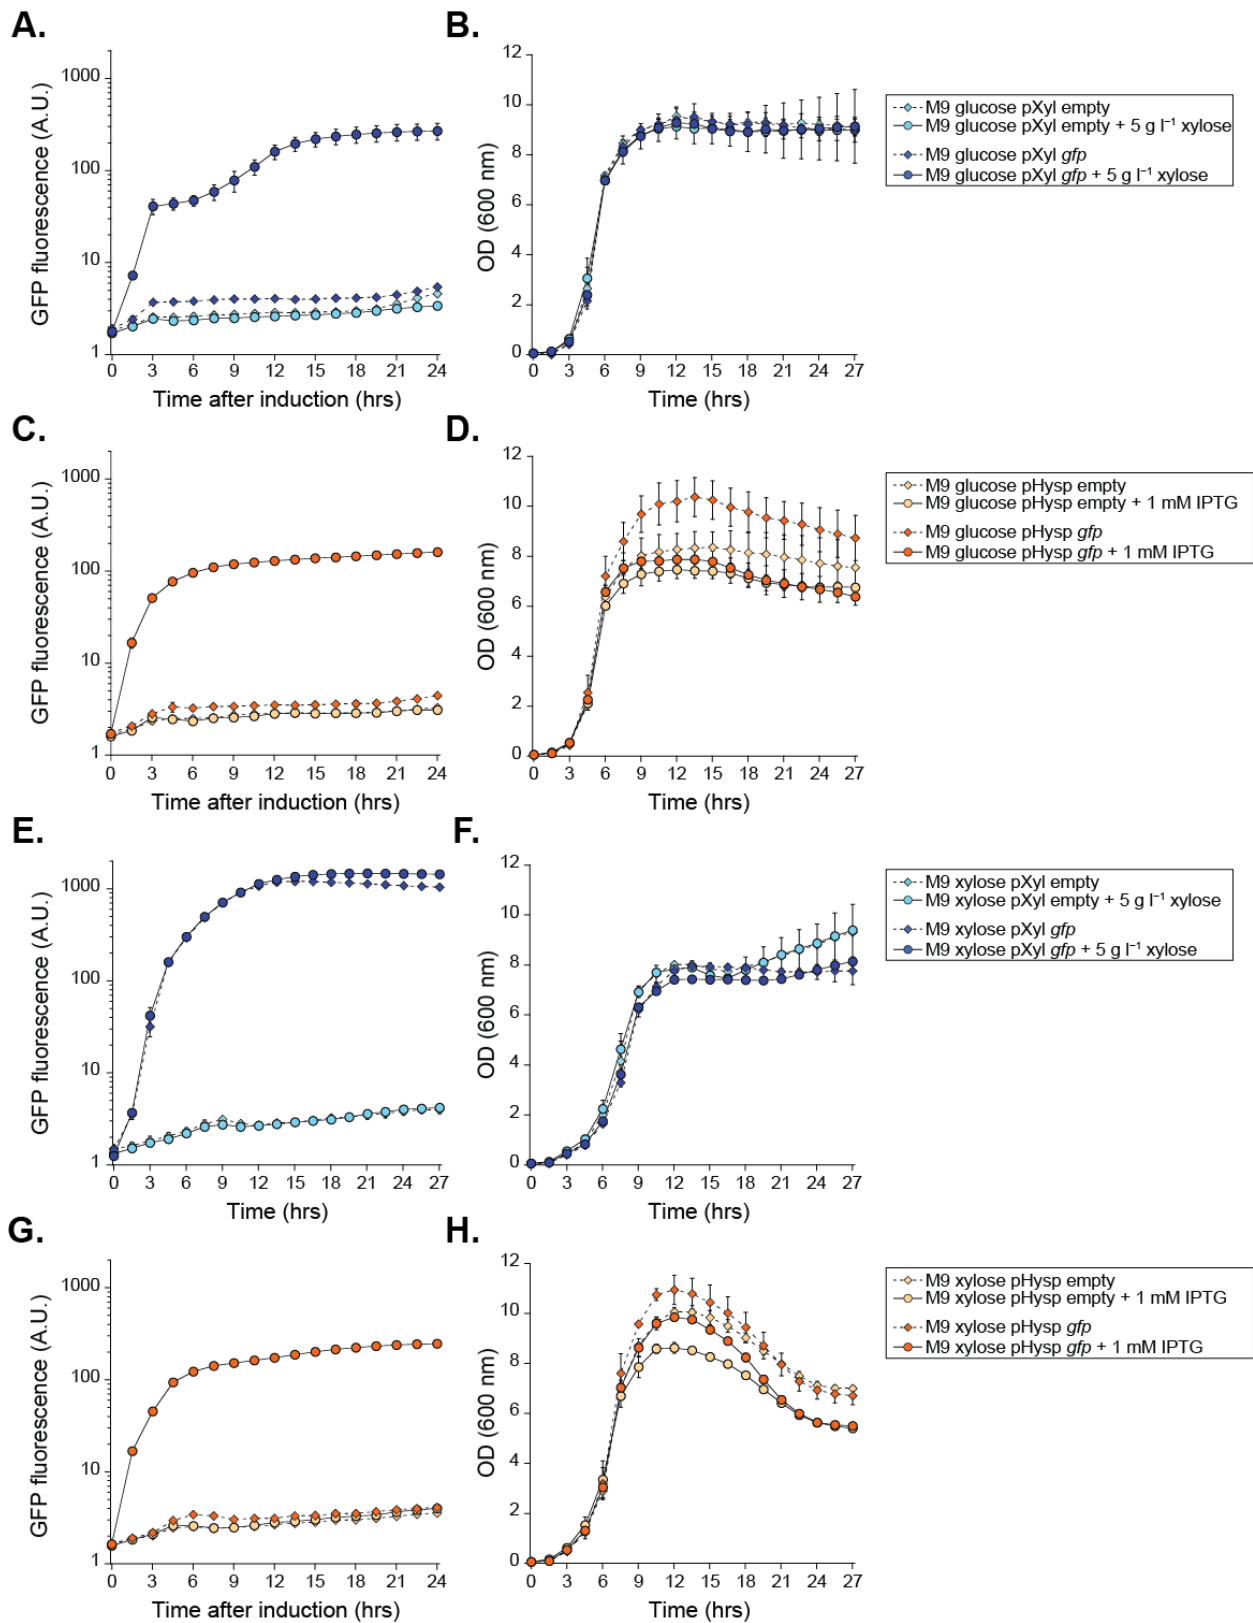 A.
GFP fluorescence (A.U.)
1000
100
10
1
0 3 6 9 12 15 18 21 24
Time after induction (hrs)
B.
OD (600 nm)
12
10
8
6
4
2
0
0 3 6 9 12 15 18 21 24 27
Time (hrs)
M9 glucose pXyl empty
M9 glucose pXyl empty + 5 g l⁻¹ xylose
M9 glucose pXyl gfp
M9 glucose pXyl gfp + 5 g l⁻¹ xylose
C.
GFP fluorescence (A.U.)
1000
100
10
1
0 3 6 9 12 15 18 21 24
Time after induction (hrs)
D.
OD (600 nm)
12
10
8
6
4
2
0
0 3 6 9 12 15 18 21 24 27
Time (hrs)
M9 glucose pHysp empty
M9 glucose pHysp empty + 1 mM IPTG
M9 glucose pHysp gfp
M9 glucose pHysp gfp + 1 mM IPTG
E.
GFP fluorescence (A.U.)
1000
100
10
1
0 3 6 9 12 15 18 21 24 27
Time (hrs)
F.
OD (600 nm)
12
10
8
6
4
2
0
0 3 6 9 12 15 18 21 24 27
Time (hrs)
M9 xylose pXyl empty
M9 xylose pXyl empty + 5 g l⁻¹ xylose
M9 xylose pXyl gfp
M9 xylose pXyl gfp + 5 g l⁻¹ xylose
G.
GFP fluorescence (A.U.)
1000
100
10
1
0 3 6 9 12 15 18 21 24
Time after induction (hrs)
H.
OD (600 nm)
12
10
8
6
4
2
0
0 3 6 9 12 15 18 21 24 27
Time (hrs)
M9 xylose pHysp empty
M9 xylose pHysp empty + 1 mM IPTG
M9 xylose pHysp gfp
M9 xylose pHysp gfp + 1 mM IPTG